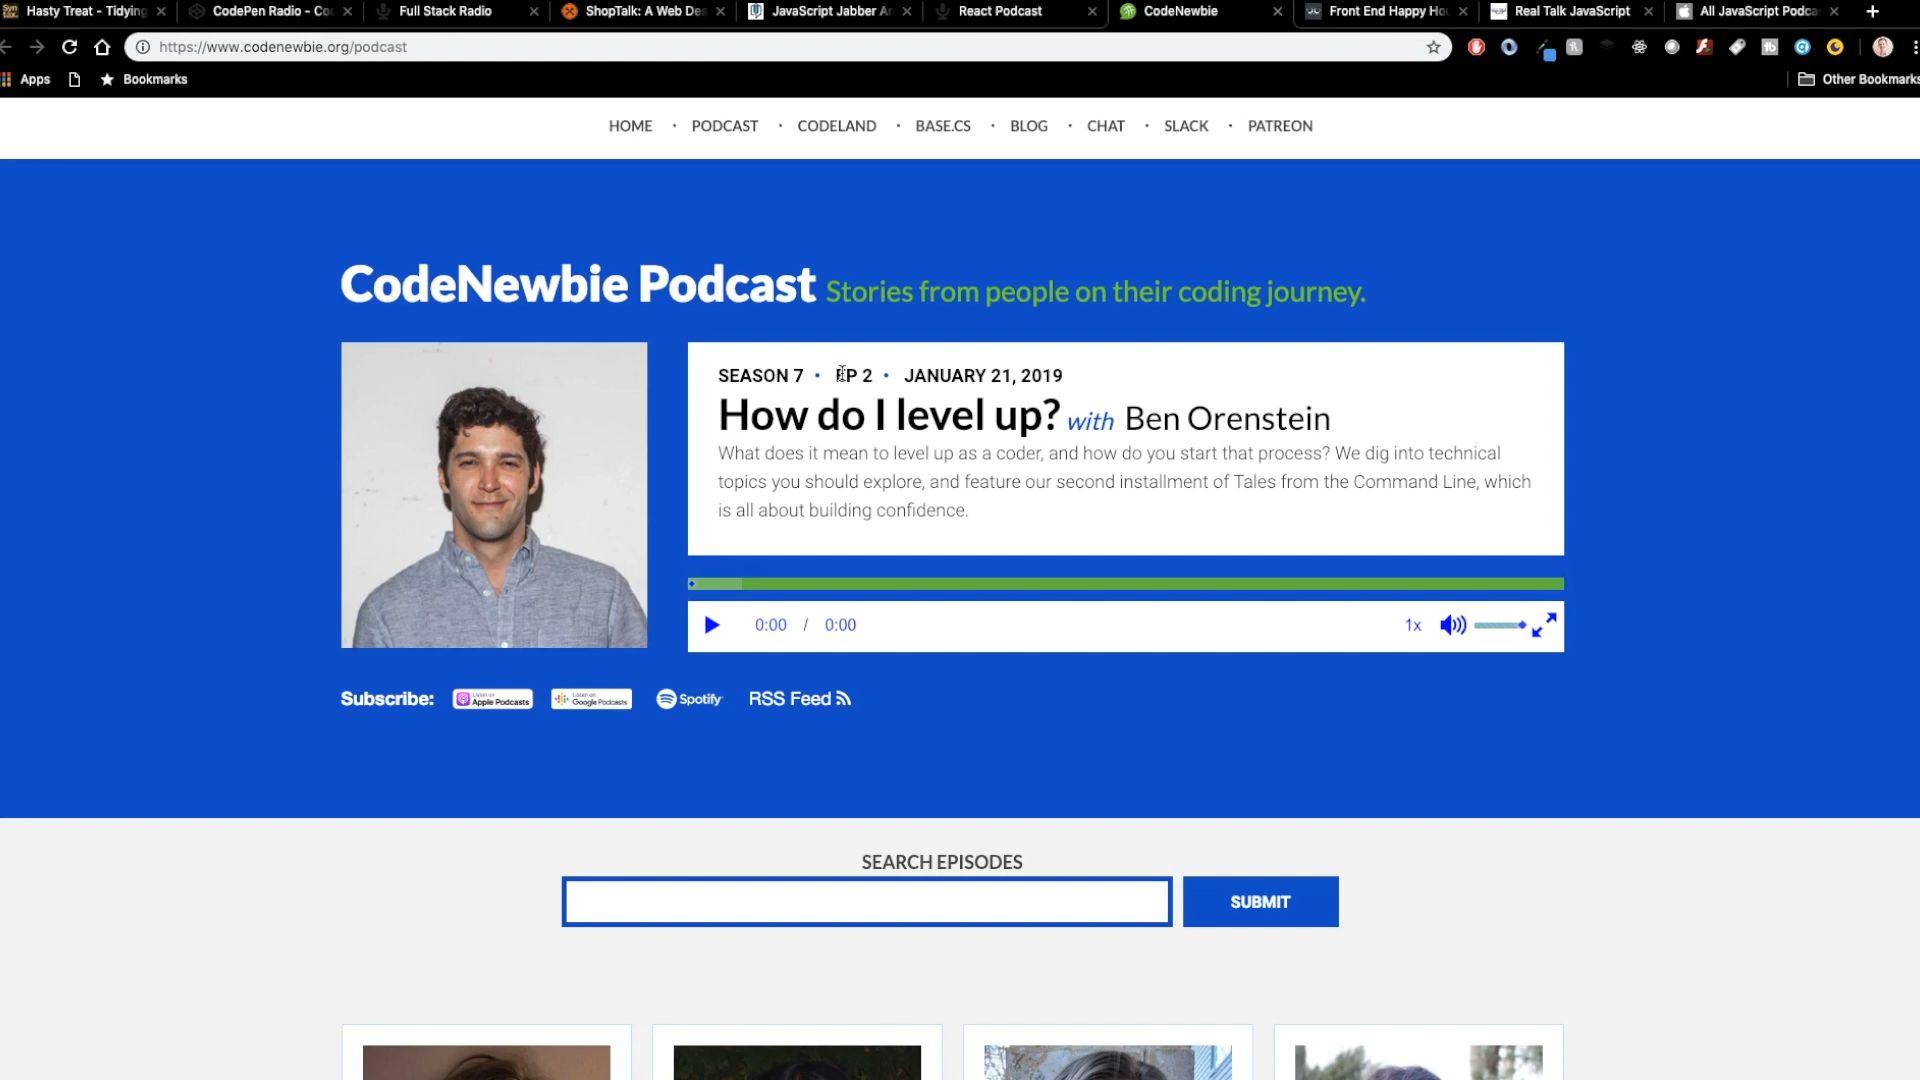 Hasty Treat - Tidying
CodePen Radio - Co
Full Stack Radio
ShopTalk: A Web Des
JavaScript Jabber Ar
React Podcast
CodeNewbie
Front End Happy Ho
Real Talk JavaScript
All JavaScript Podca
https://www.codenewbie.org/podcast
Apps
Bookmarks
Other Bookmarks
HOME · PODCAST · CODELAND · BASE.CS · BLOG · CHAT · SLACK · PATREON
CodeNewbie Podcast Stories from people on their coding journey.
SEASON 7 • EP 2 • JANUARY 21, 2019
How do I level up? with Ben Orenstein
What does it mean to level up as a coder, and how do you start that process? We dig into technical
topics you should explore, and feature our second installment of Tales from the Command Line, which
is all about building confidence.
0:00 / 0:00
1x
Subscribe:
Listen on
Apple Podcasts
Listen on
Google Podcasts
Spotify
RSS Feed
SEARCH EPISODES
SUBMIT